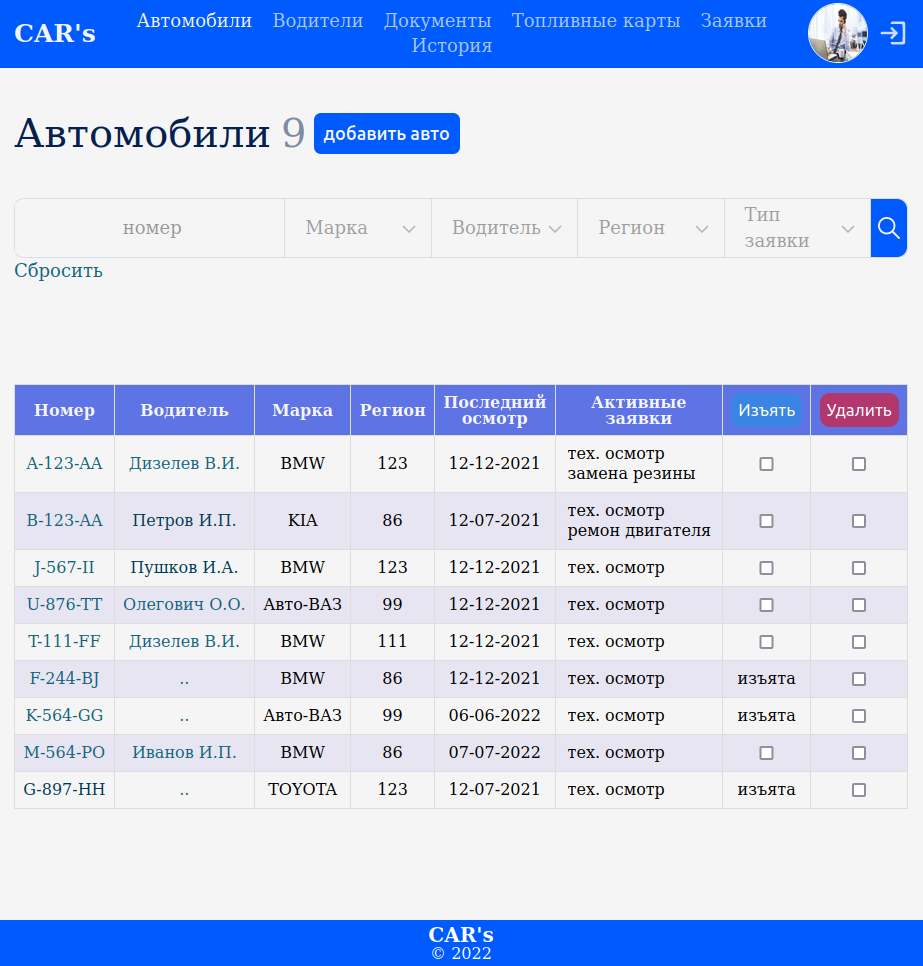 CAR's
Автомобили Водители Документы Топливные карты Заявки
История
Автомобили 9 добавить авто
номер Марка Водитель Регион Тип
заявки
Сбросить
Номер Водитель Марка Регион Последний
осмотр Активные
заявки Изъять Удалить
A-123-AA Дизелев В.И. BMW 123 12-12-2021 тех. осмотр
замена резины
B-123-AA Петров И.П. KIA 86 12-07-2021 тех. осмотр
ремон двигателя
J-567-II Пушков И.А. BMW 123 12-12-2021 тех. осмотр
U-876-TT Олегович О.О. Авто-ВАЗ 99 12-12-2021 тех. осмотр
T-111-FF Дизелев В.И. BMW 111 12-12-2021 тех. осмотр
F-244-BJ .. BMW 86 12-12-2021 тех. осмотр изъята
K-564-GG .. Авто-ВАЗ 99 06-06-2022 тех. осмотр изъята
M-564-PO Иванов И.П. BMW 86 07-07-2022 тех. осмотр
G-897-HH .. TOYOTA 123 12-07-2021 тех. осмотр изъята
CAR's
© 2022